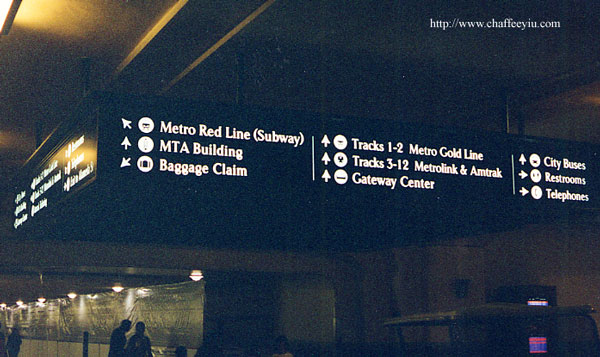 http://www.chaffeeyiu.com
Metro Red Line (Subway)
MTA Building
Baggage Claim
Tracks 1-2 Metro Gold Line
Tracks 3-12 Metrolink & Amtrak
Gateway Center
City Buses
Restrooms
Telephones